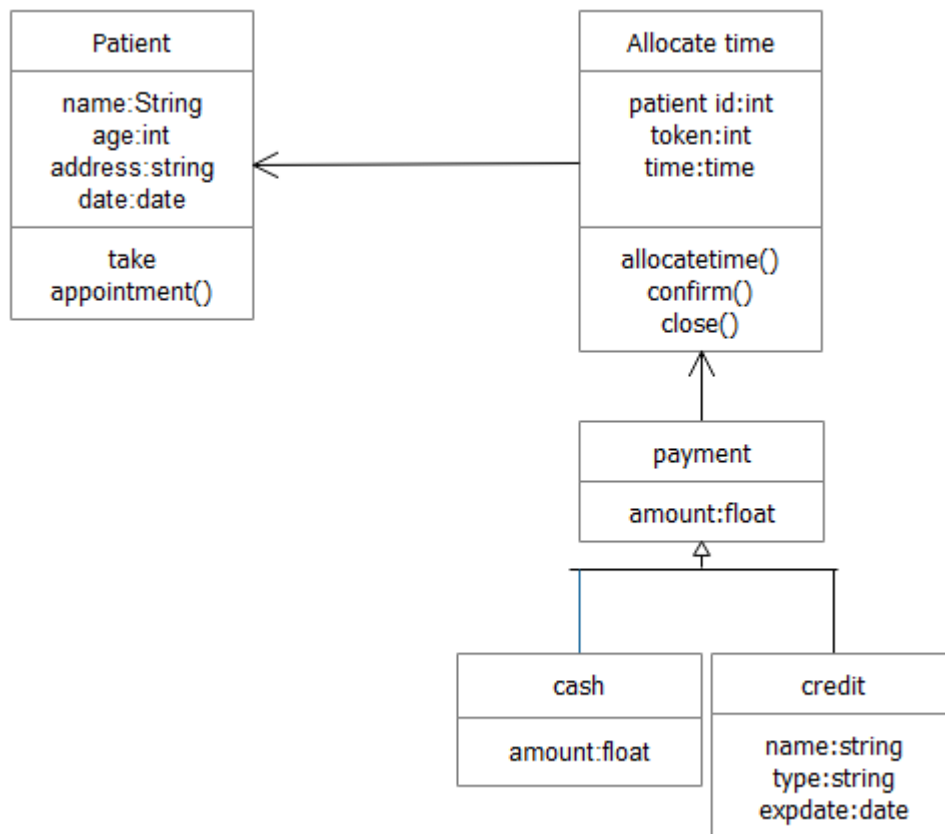 Patient
name:String
age:int
address:string
date:date
take
appointment()
Allocate time
patient id:int
token:int
time:time
allocatetime()
confirm()
close()
payment
amount:float
cash
amount:float
credit
name:string
type:string
expdate:date